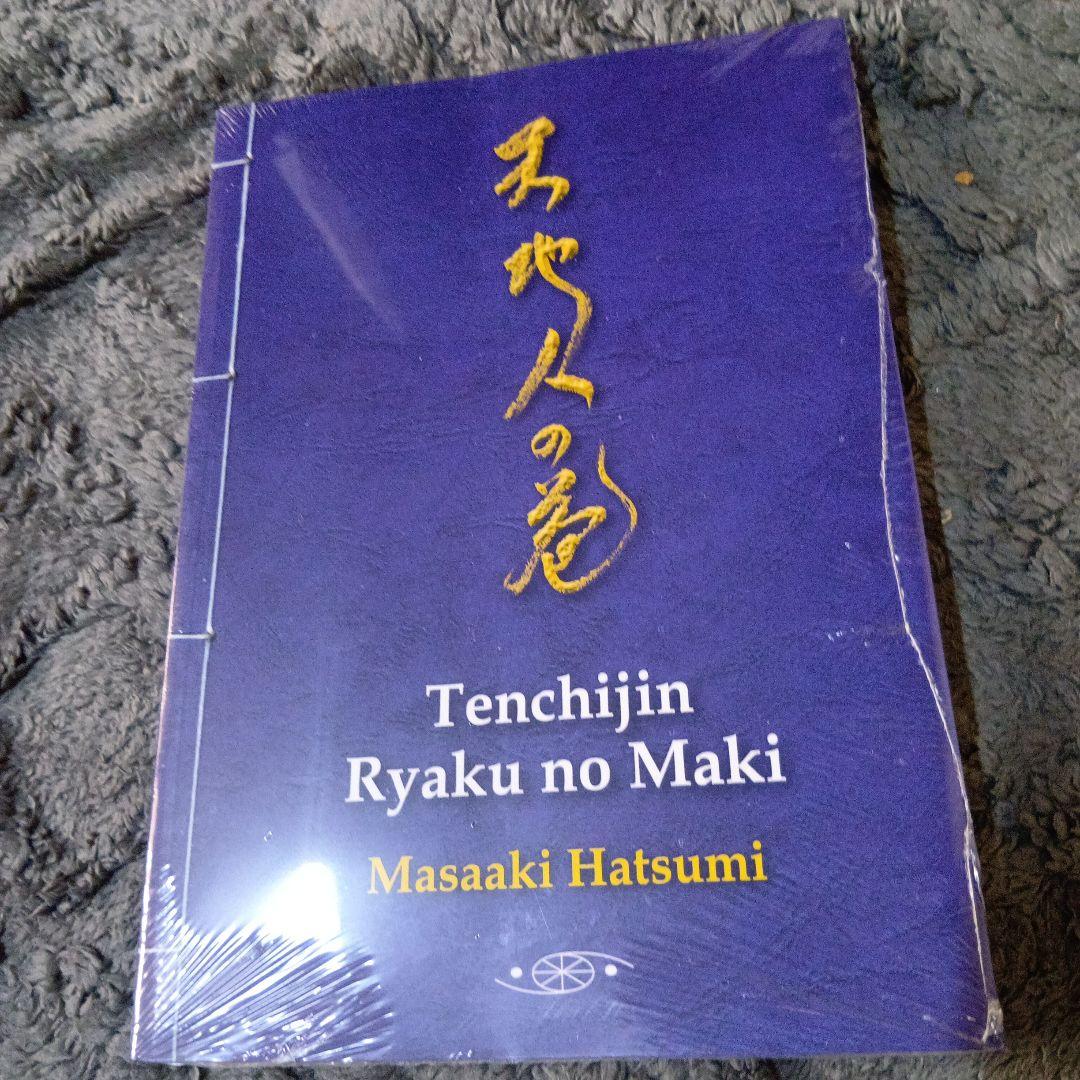 天地人の巻
Tenchijin
Ryaku no Maki
Masaaki Hatsumi